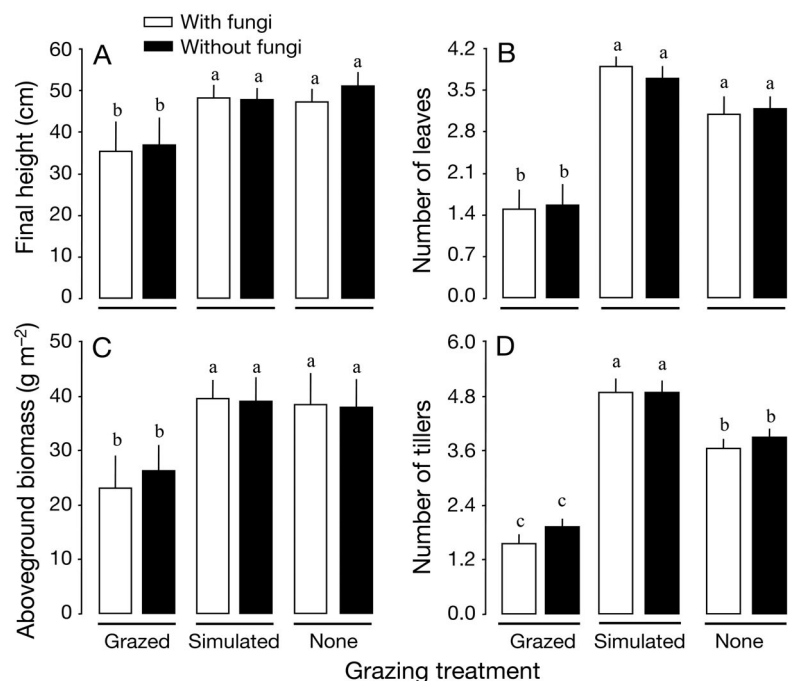 With fungi
Without fungi
A
Final height (cm)
60
50
40
30
20
10
0
b b a a a a
B
Number of leaves
4.2
3.5
2.8
2.1
1.4
0.7
0.0
b b a a a a
C
Aboveground biomass (g m⁻²)
50
40
30
20
10
0
b b a a a a
Grazed Simulated None
D
Number of tillers
6.0
4.8
3.6
2.4
1.2
0.0
c c a a b b
Grazed Simulated None
Grazing treatment